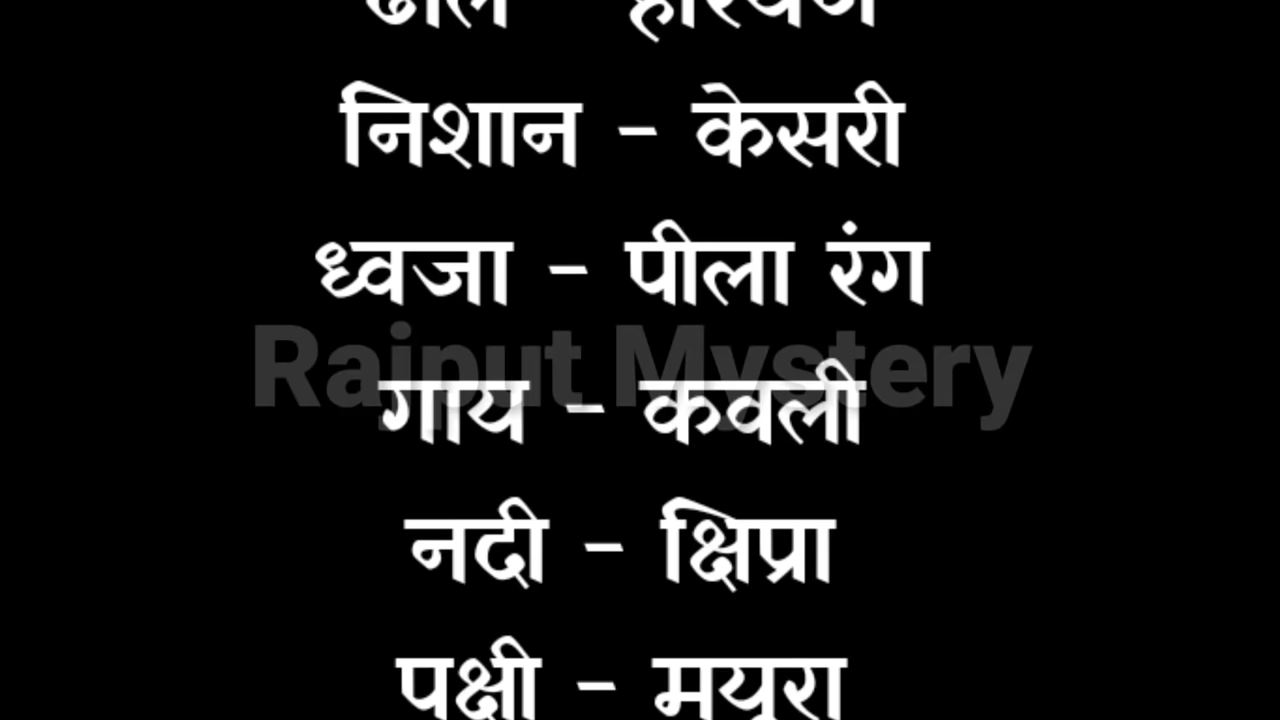 निशान - केसरी
ध्वजा - पीला रंग
Rajput Mystery
गाय - कवली
नदी - क्षिप्रा
पक्षी - मयूरा